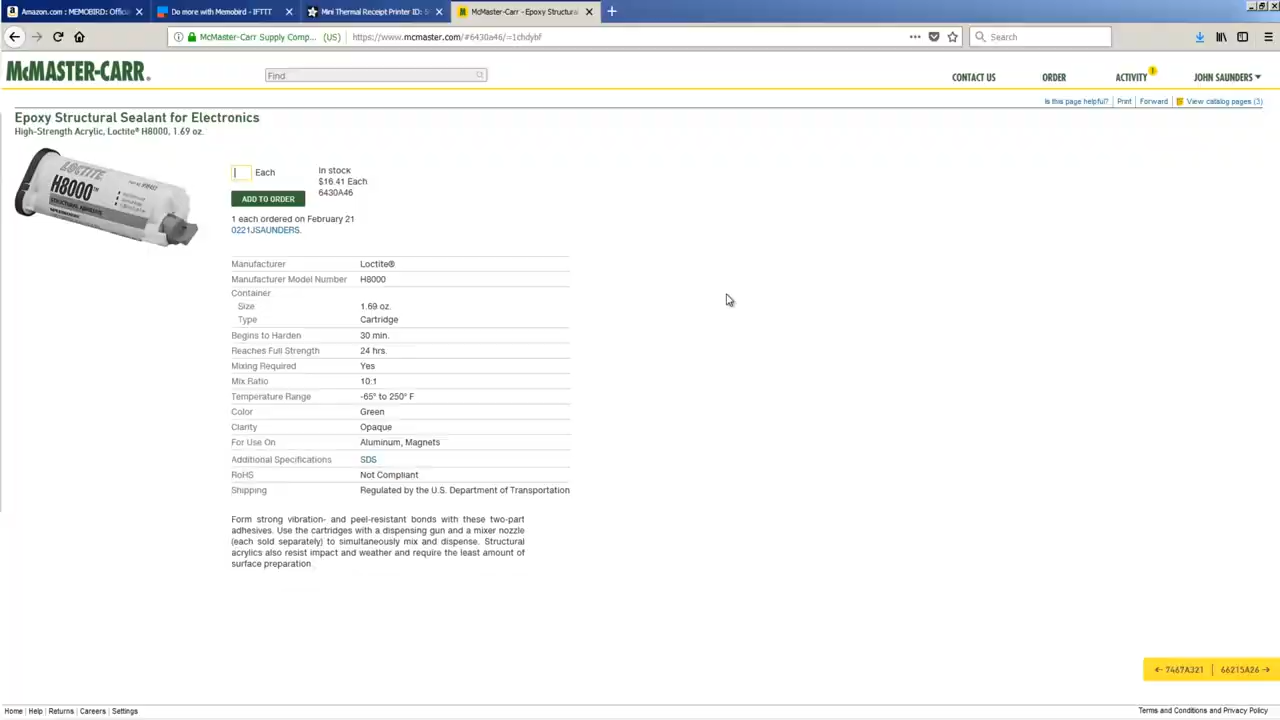 Amazon.com : MEMOBIRD: Offici
Do more with Memobird - IFTTT
Mini Thermal Receipt Printer ID: 5
McMaster-Carr - Epoxy Structural
McMaster-Carr Supply Comp... (US)
https://www.mcmaster.com/#6430a46/=1chdybf
Search
McMASTER-CARR®
Find
CONTACT US
ORDER
ACTIVITY 1
JOHN SAUNDERS
Is this page helpful? | Print | Forward | View catalog pages (3)
Epoxy Structural Sealant for Electronics
High-Strength Acrylic, Loctite® H8000, 1.69 oz.
LOCTITE
H8000™
STRUCTURAL ADHESIVE
Each
In stock
$16.41 Each
6430A46
ADD TO ORDER
1 each ordered on February 21
0221JSAUNDERS.
Manufacturer Loctite®
Manufacturer Model Number H8000
Container
Size 1.69 oz.
Type Cartridge
Begins to Harden 30 min.
Reaches Full Strength 24 hrs.
Mixing Required Yes
Mix Ratio 10:1
Temperature Range -65° to 250° F
Color Green
Clarity Opaque
For Use On Aluminum, Magnets
Additional Specifications SDS
RoHS Not Compliant
Shipping Regulated by the U.S. Department of Transportation
Form strong vibration- and peel-resistant bonds with these two-part
adhesives. Use the cartridges with a dispensing gun and a mixer nozzle
(each sold separately) to simultaneously mix and dispense. Structural
acrylics also resist impact and weather and require the least amount of
surface preparation.
7467A321 | 66215A26
Home | Help | Returns | Careers | Settings
Terms and Conditions and Privacy Policy